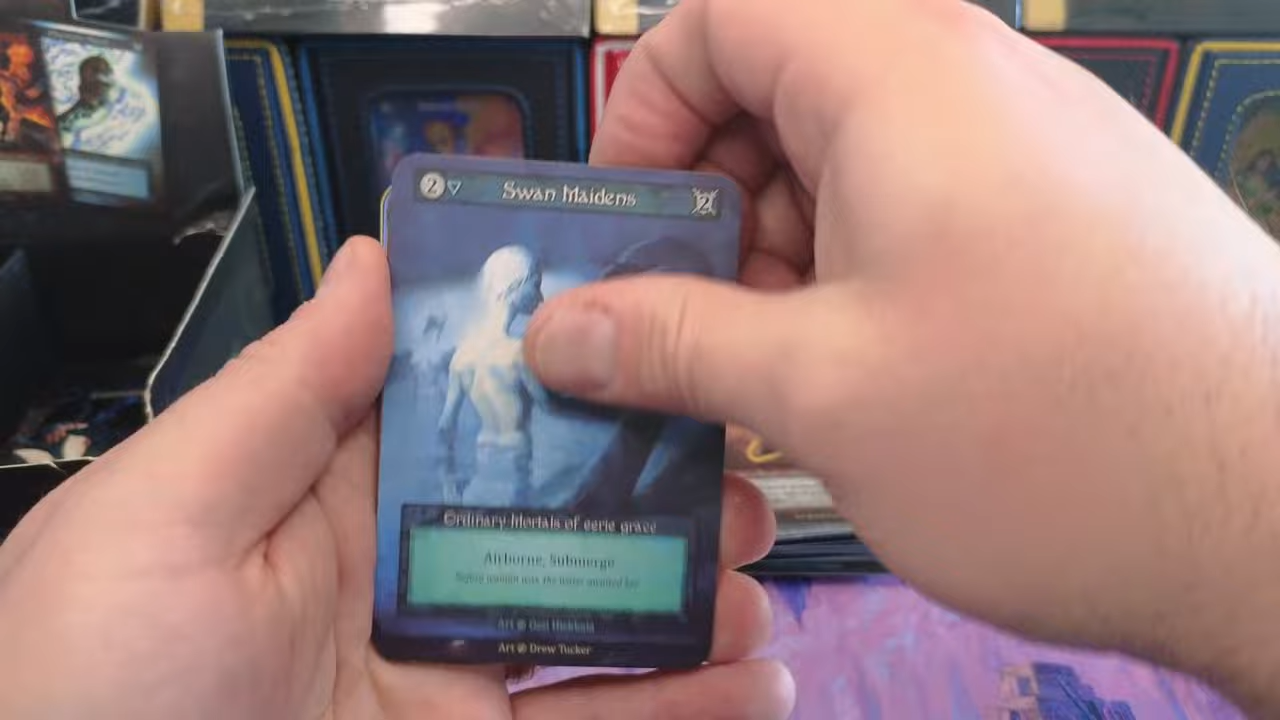 2
Swan Maidens
2
Ordinary Mortals of eerie grace
Airborne, Submerge
Art @ Drew Tucker